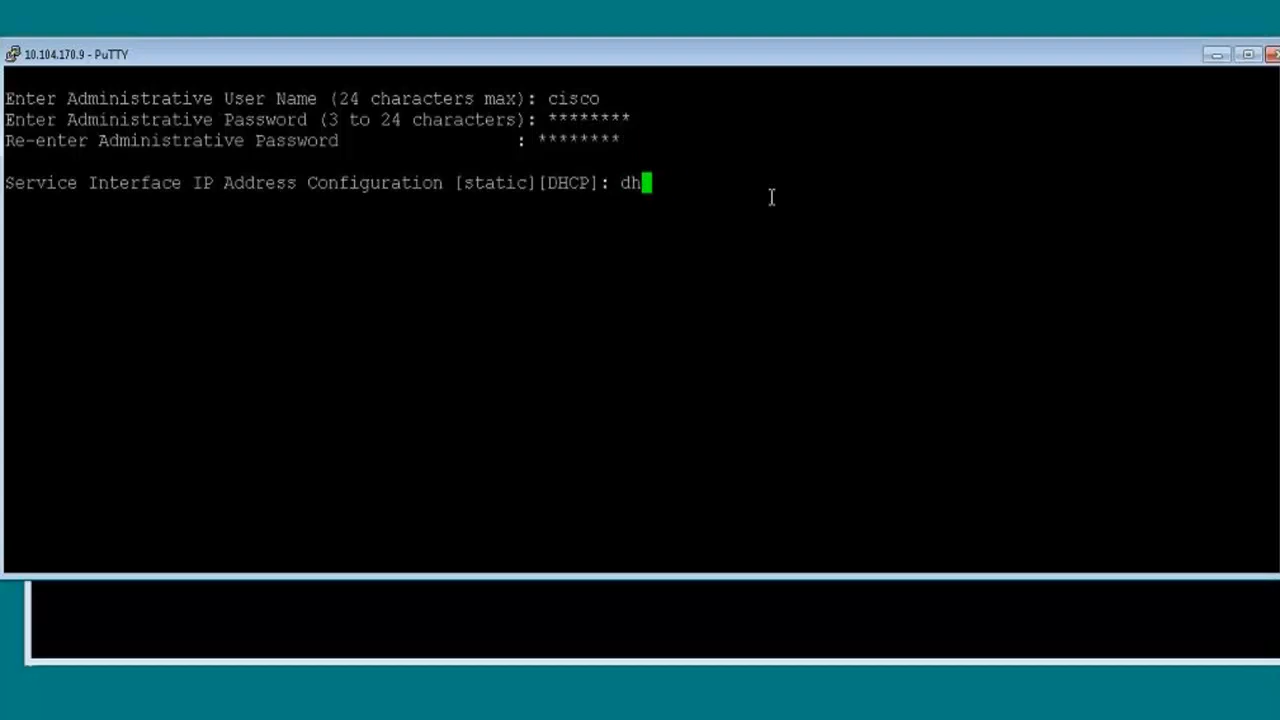 10.104.170.9 - PuTTY
Enter Administrative User Name (24 characters max): cisco
Enter Administrative Password (3 to 24 characters): ********
Re-enter Administrative Password : ********
Service Interface IP Address Configuration [static][DHCP]: dh